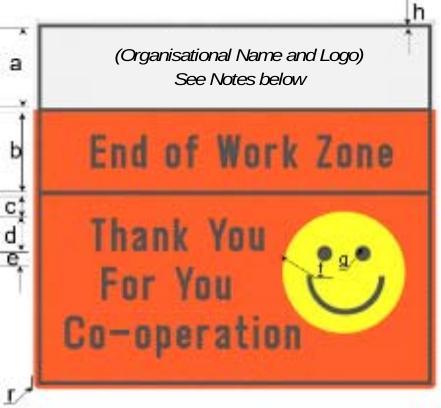 h
(Organisational Name and Logo)
a
See Notes below
b
End of Work Zone
c
d
Thank You
e
f
g
For You
Co-operation
r